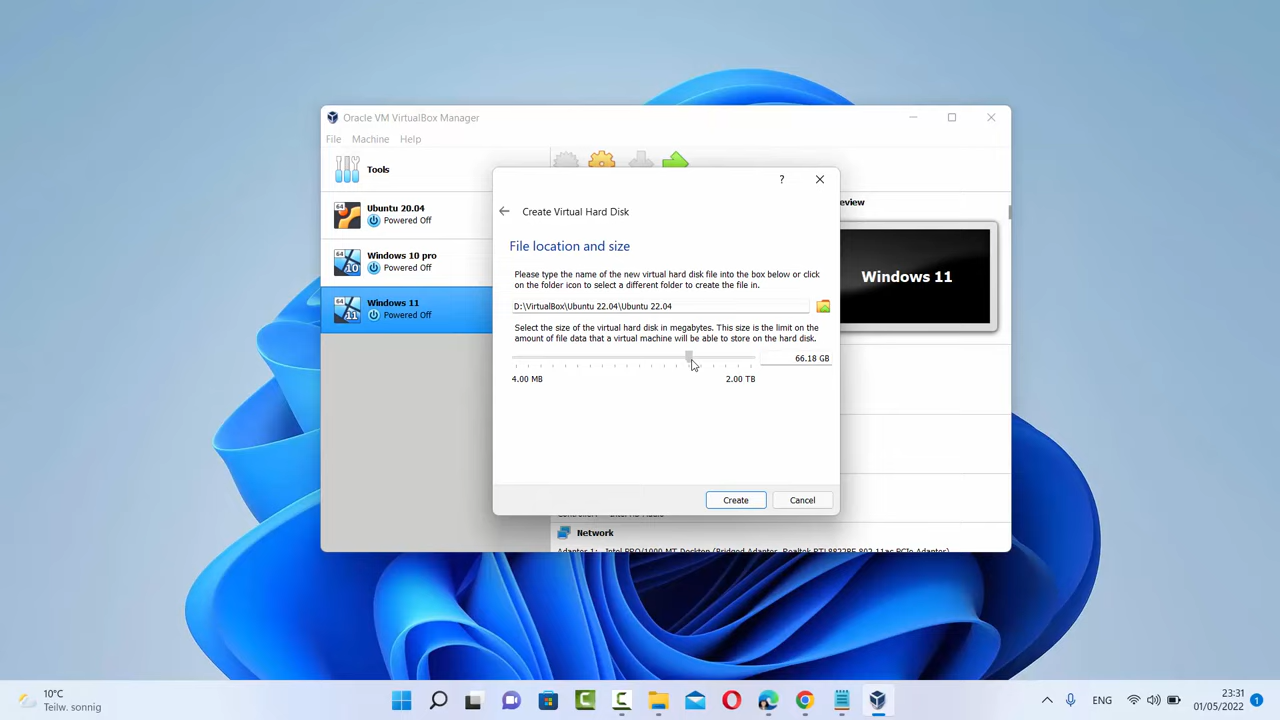 Oracle VM VirtualBox Manager
File Machine Help
Tools
64
Ubuntu 20.04
Powered Off
64
10
Windows 10 pro
Powered Off
64
11
Windows 11
Powered Off
eview
Windows 11
?
Create Virtual Hard Disk
File location and size
Please type the name of the new virtual hard disk file into the box below or click
on the folder icon to select a different folder to create the file in.
D:\VirtualBox\Ubuntu 22.04\Ubuntu 22.04
Select the size of the virtual hard disk in megabytes. This size is the limit on the
amount of file data that a virtual machine will be able to store on the hard disk.
66.18 GB
4.00 MB 2.00 TB
Create Cancel
Network
Adapter 1: Intel PRO/1000 MT Desktop (Bridged Adapter, Realtek RTL8822BE 802.11ac PCIe Adapter)
10°C
Teilw. sonnig
ENG
23:31
01/05/2022
1